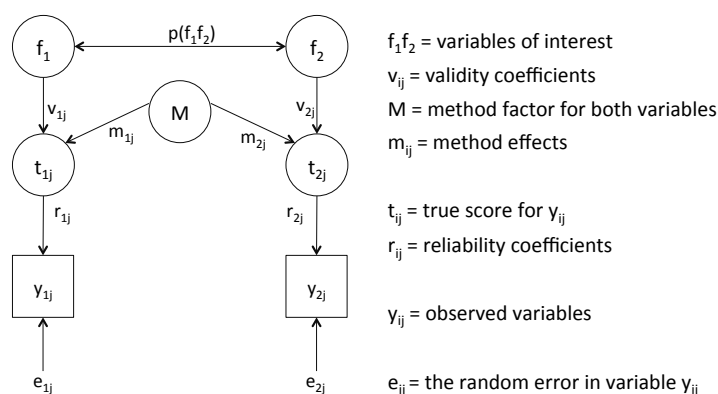 p(f₁f₂)
f₁
f₂
v₁ⱼ
M
v₂ⱼ
m₁ⱼ
m₂ⱼ
t₁ⱼ
t₂ⱼ
r₁ⱼ
r₂ⱼ
y₁ⱼ
y₂ⱼ
e₁ⱼ
e₂ⱼ
f₁f₂ = variables of interest
vᵢⱼ = validity coefficients
M = method factor for both variables
mᵢⱼ = method effects
tᵢⱼ = true score for yᵢⱼ
rᵢⱼ = reliability coefficients
yᵢⱼ = observed variables
eᵢⱼ = the random error in variable yᵢⱼ